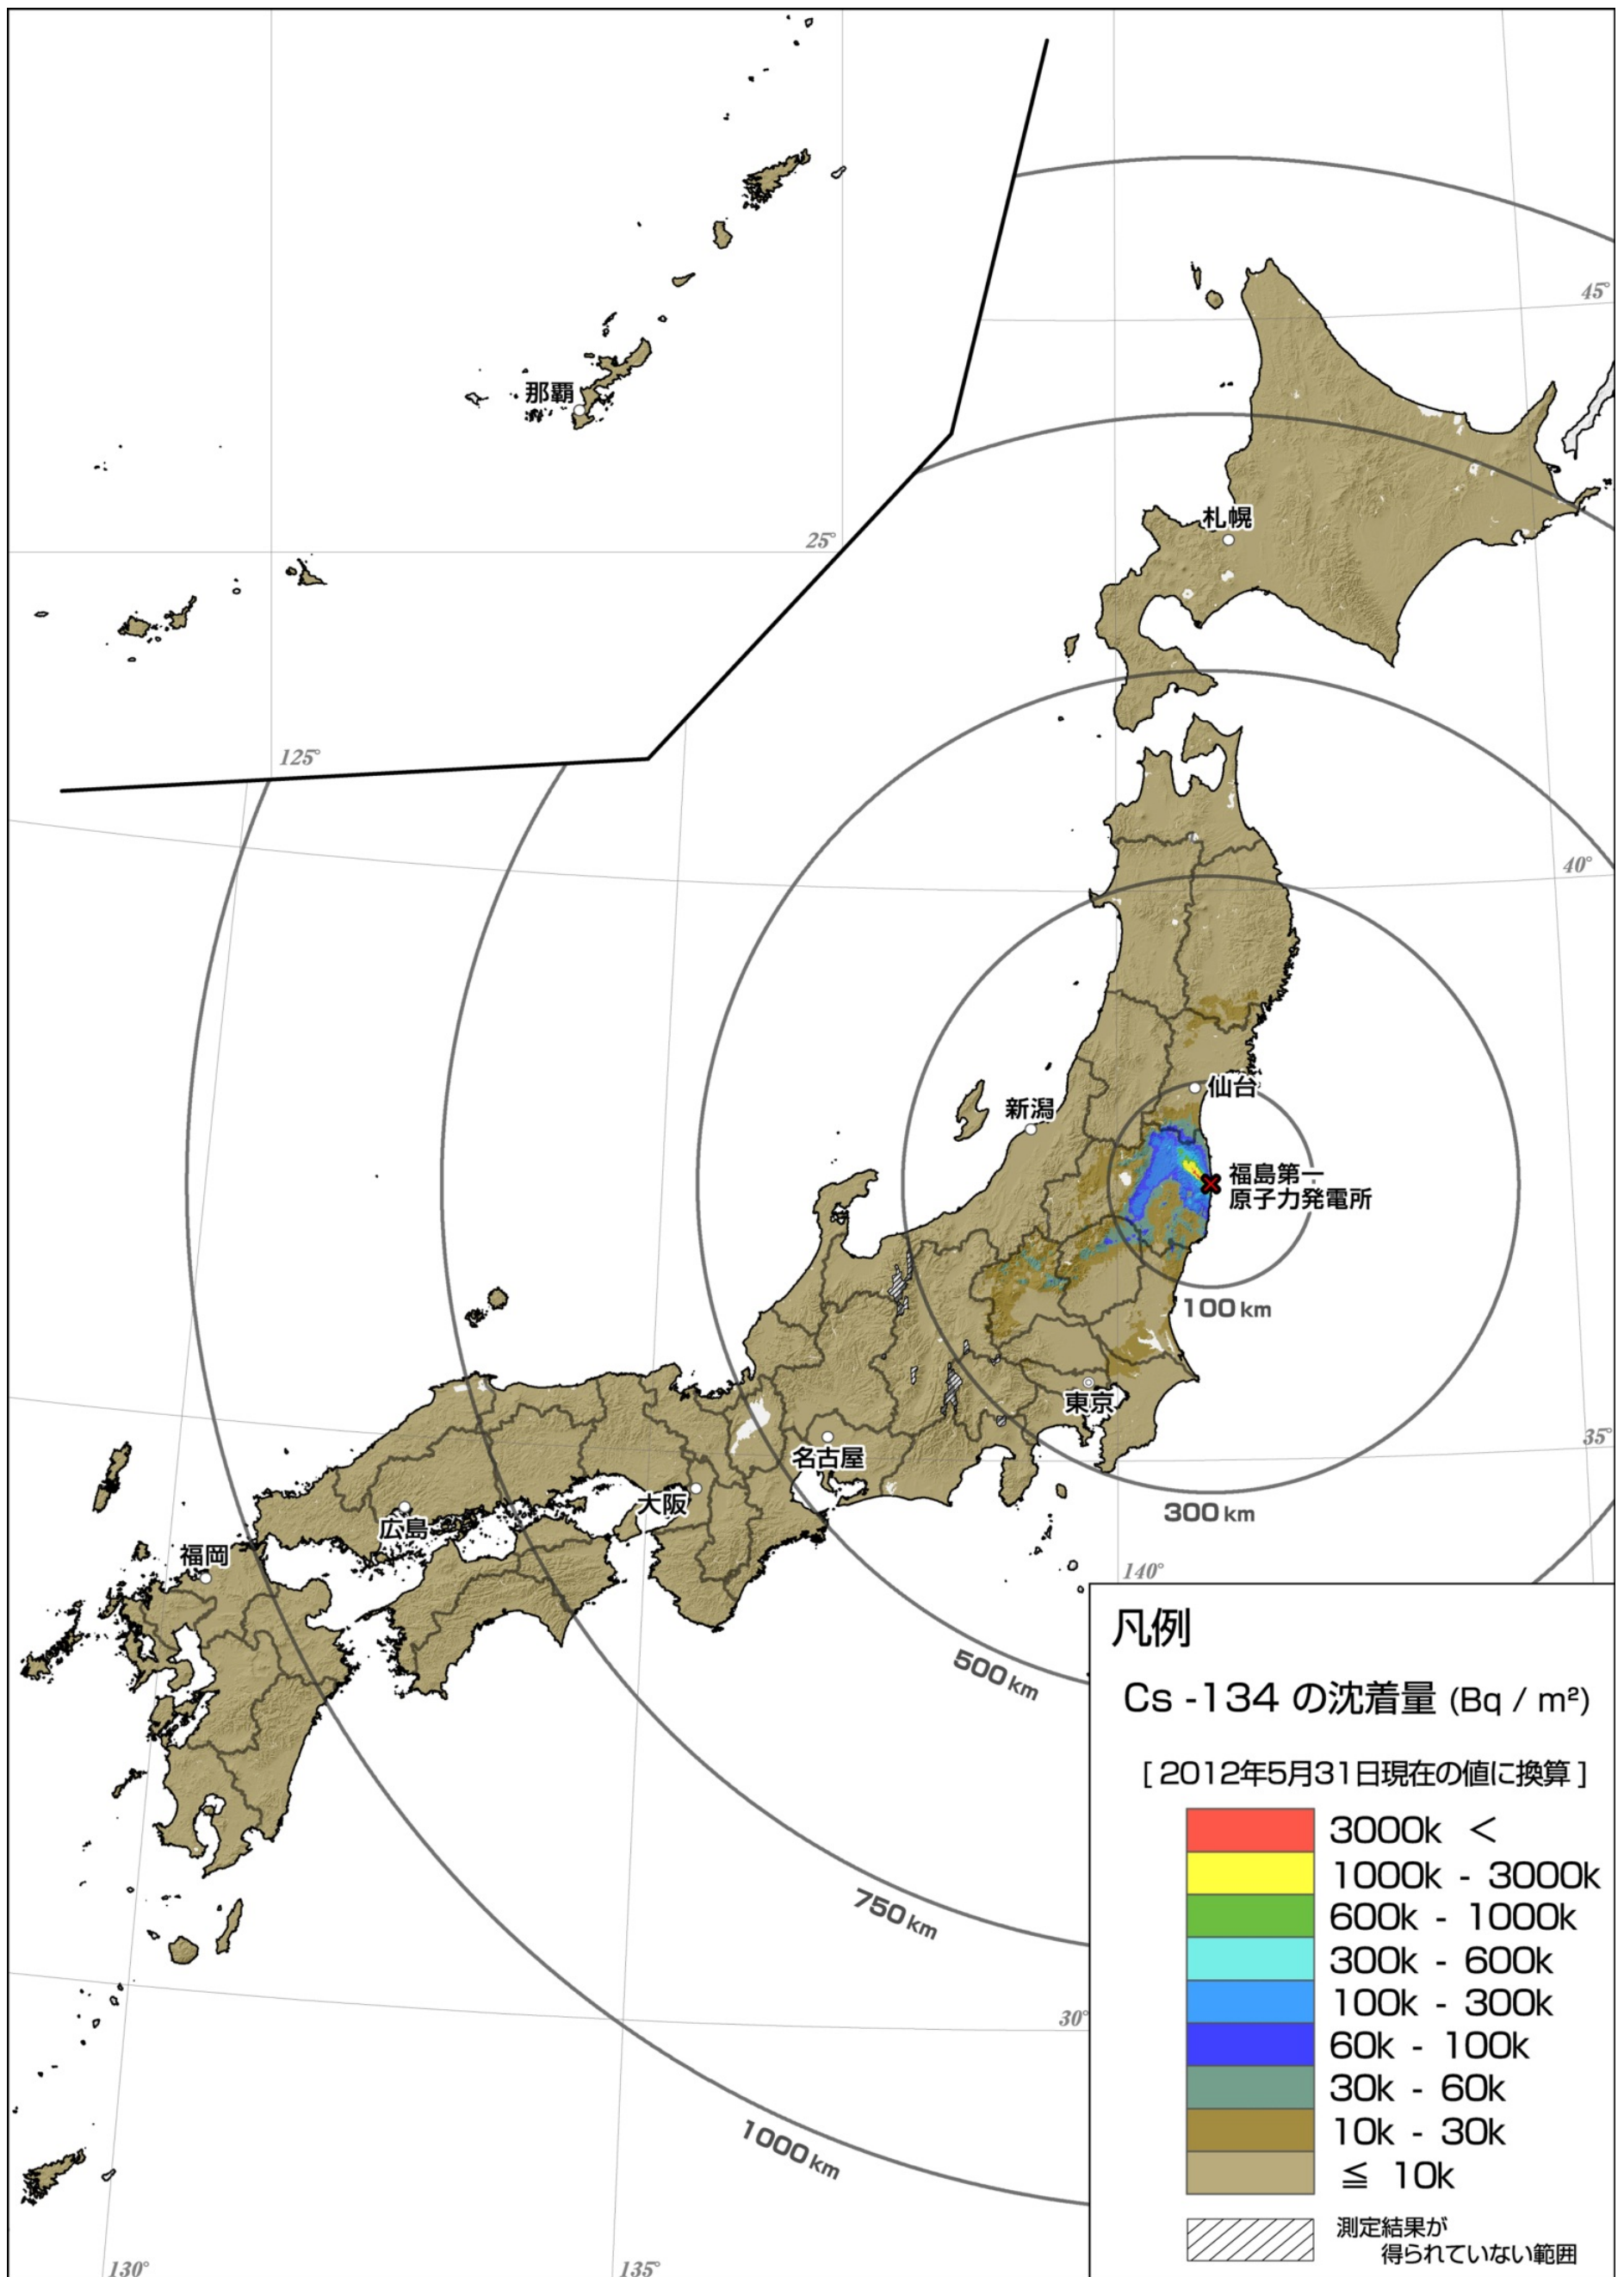 45°
那覇
札幌
25°
125°
40°
仙台
新潟
福島第一
原子力発電所
100 km
東京
35°
名古屋
大阪
300 km
広島
福岡
140°
凡例
500 km
Cs -134 の沈着量 (Bq / m²)
[ 2012年5月31日現在の値に換算 ]
3000k <
1000k - 3000k
750 km
600k - 1000k
300k - 600k
100k - 300k
30°
60k - 100k
30k - 60k
10k - 30k
1000 km
≦ 10k
測定結果が
得られていない範囲
130°
135°